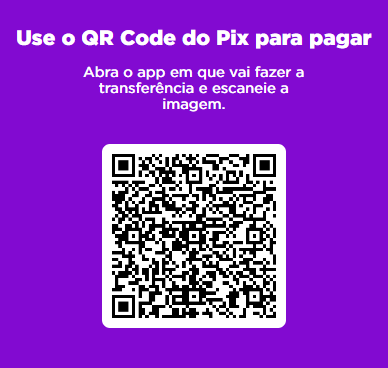 Use o QR Code do Pix para pagar
Abra o app em que vai fazer a
transferência e escaneie a
imagem.